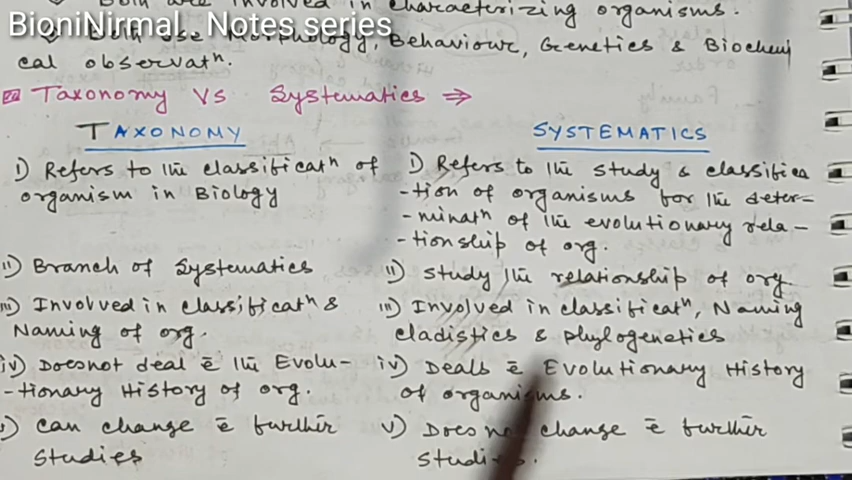 Both are involved in characterizing organisms.
BioniNirmal.. Notes series
Both use Morphology, Behaviour, Genetics & Biochemi
cal observatⁿ.
Taxonomy Vs Systematics ⇒
TAXONOMY
i) Refers to the classificatⁿ of
organism in Biology
ii) Branch of Systematics
iii) Involved in classificatⁿ &
Naming of org.
iv) Doesnot deal c̄ the Evolu-
-tionary History of org.
v) can change c̄ further
Studies
SYSTEMATICS
i) Refers to the study & classifica
-tion of organisms for the deter-
-minatⁿ of the evolutionary rela-
-tionship of org.
ii) Study the relationship of org.
iii) Involved in classificatⁿ, Naming
cladistics & phylogenetics
iv) Deals c̄ Evolutionary History
of organisms.
v) Does not change c̄ further
studies.